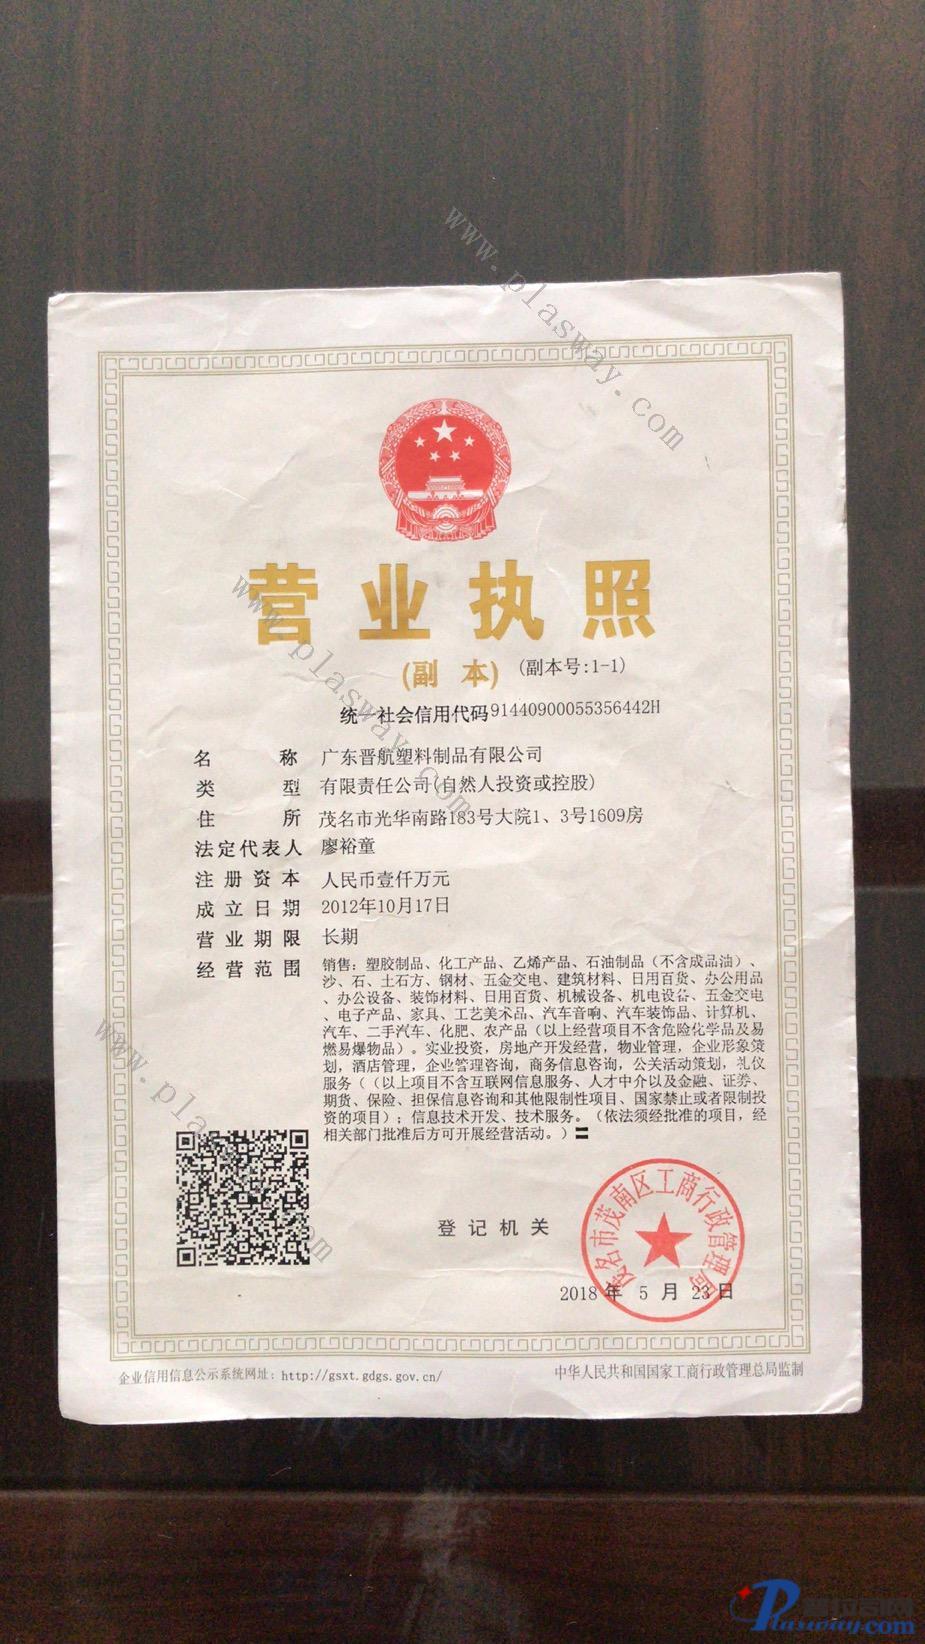 www.plasway.com
营业执照
(副 本) (副本号:1-1)
统一社会信用代码91440900055356442H
名称 广东晋航塑料制品有限公司
类型 有限责任公司(自然人投资或控股)
住所 茂名市光华南路183号大院1、3号1609房
法定代表人 廖裕童
注册资本 人民币壹仟万元
成立日期 2012年10月17日
营业期限 长期
经营范围 销售：塑胶制品、化工产品、乙烯产品、石油制品（不含成品油）、
沙、石、土石方、钢材、五金交电、建筑材料、日用百货、办公用品
、办公设备、装饰材料、日用百货、机械设备、机电设备、五金交电
、电子产品、家具、工艺美术品、汽车音响、汽车装饰品、计算机、
汽车、二手汽车、化肥、农产品（以上经营项目不含危险化学品及易
燃易爆物品）。实业投资，房地产开发经营，物业管理，企业形象策
划，酒店管理，企业管理咨询，商务信息咨询，公关活动策划，礼仪
服务（（以上项目不含互联网信息服务、人才中介以及金融、证券、
期货、保险、担保信息咨询和其他限制性项目、国家禁止或者限制投
资的项目）；信息技术开发、技术服务。（依法须经批准的项目，经
相关部门批准后方可开展经营活动。）
www.plasway.com
www.plasway.com
登记机关
茂名市茂南区工商行政管理局
2018 年 5 月 23 日
企业信用信息公示系统网址：http://gsxt.gdgs.gov.cn/
中华人民共和国国家工商行政管理总局监制
Plasway.com